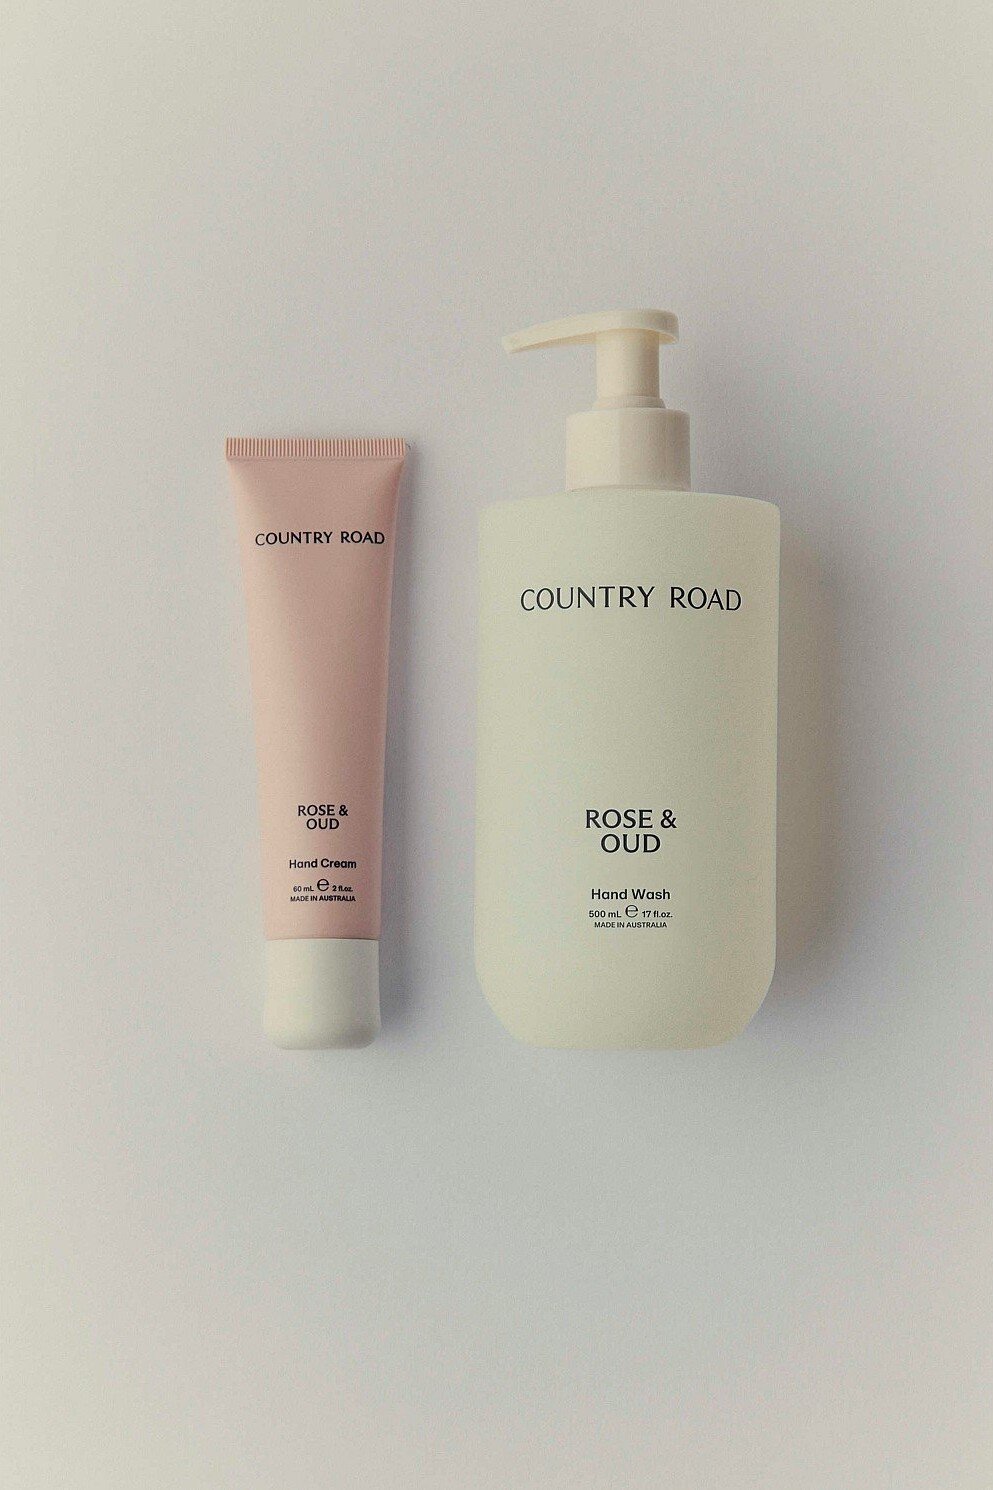 COUNTRY ROAD
ROSE &
OUD
Hand Cream
60 mL ℮ 2 fl.oz.
MADE IN AUSTRALIA
COUNTRY ROAD
ROSE &
OUD
Hand Wash
500 mL ℮ 17 fl.oz.
MADE IN AUSTRALIA